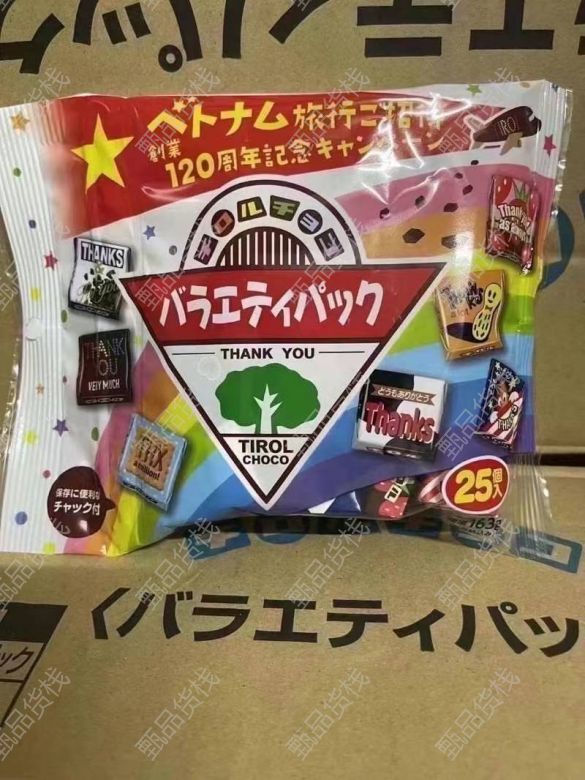 ベトナム旅行ご招待
創業120周年記念キャンペーン
チロルチョコ
バラエティパック
THANK YOU
TIROL
CHOCO
THANKS
THANK
YOU
VERY MUCH
どうもありがとう
Thanks
保存に便利な
チャック付
25個入
163g
〈バラエティパッ
甄品货栈